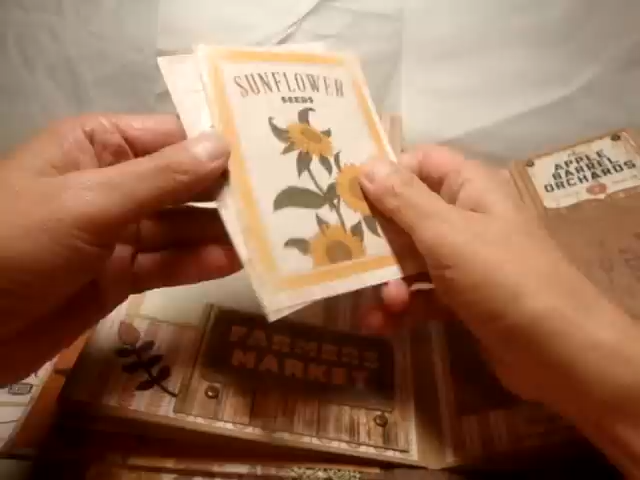 SUNFLOWER
SEEDS
APPLE
BARREL
ORCHARDS
FARMERS
MARKET